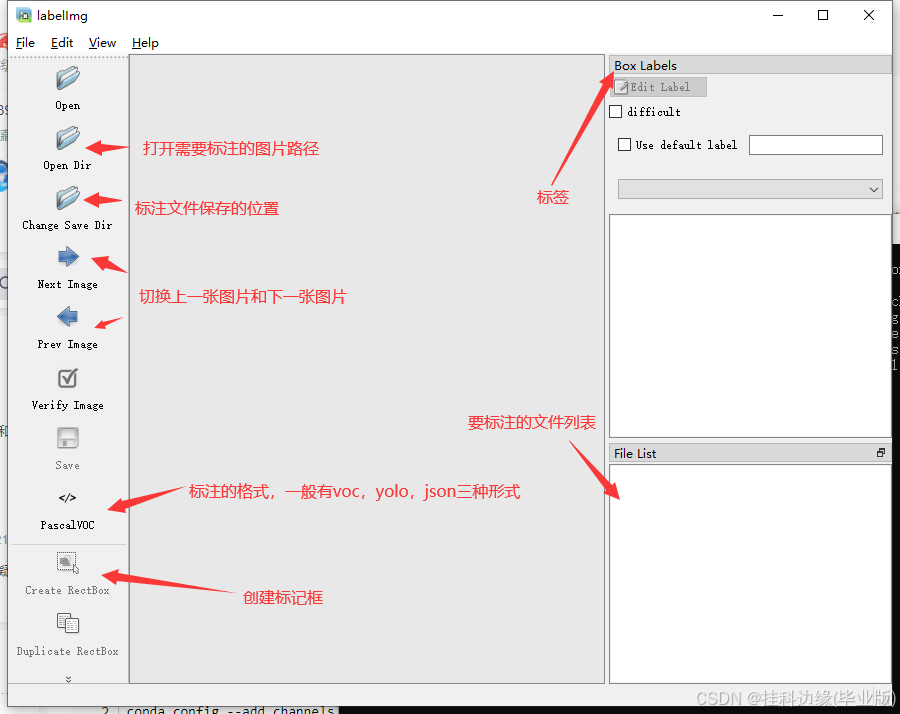 labelImg
File Edit View Help
Open
Open Dir
打开需要标注的图片路径
Change Save Dir
标注文件保存的位置
Next Image
切换上一张图片和下一张图片
Prev Image
Verify Image
Save
</>
PascalVOC
标注的格式，一般有voc，yolo，json三种形式
Create RectBox
创建标记框
Duplicate RectBox
Box Labels
Edit Label
difficult
Use default label
标签
要标注的文件列表
File List
2 conda config --add channels
CSDN @挂科边缘(毕业版)